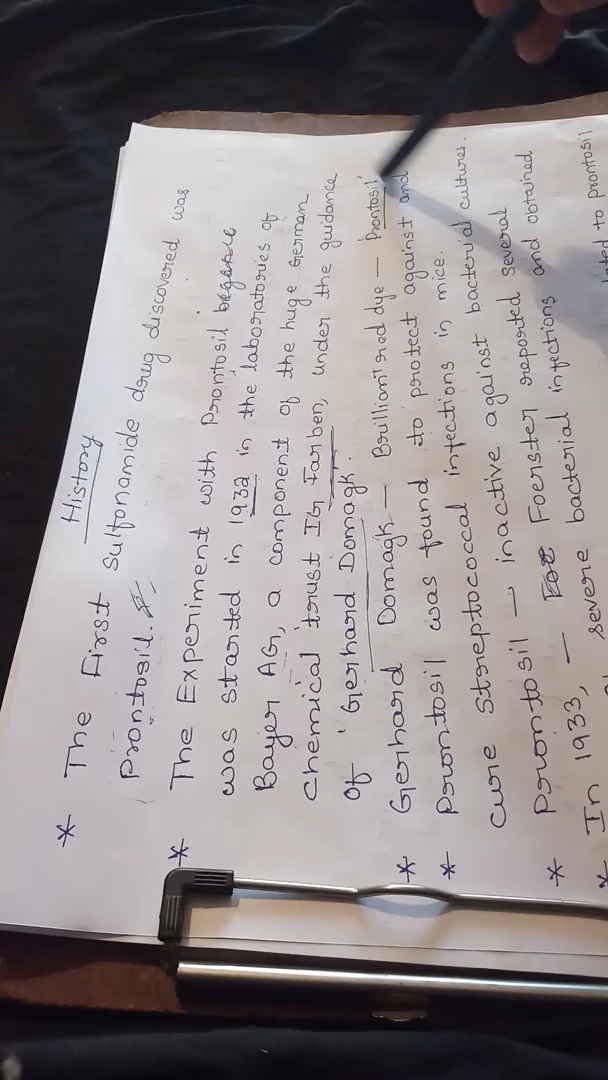 History
* The First sulfonamide drug discovered was
prontosil.
* The Experiment with Prontosil
was started in 1932 in the laboratories of
Bayer AG, a component of the huge German
chemical trust IG Farben, under the guidance
of 'Gerhard Domagk'.
* Gerhard Domagk — Brilliant red dye — 'Prontosil'
* prontosil was found to protect against and
cure streptococcal infections in mice.
* prontosil — inactive against bacterial cultures.
* In 1933, — Foerster reported several
severe bacterial infections and obtained
to prontosil